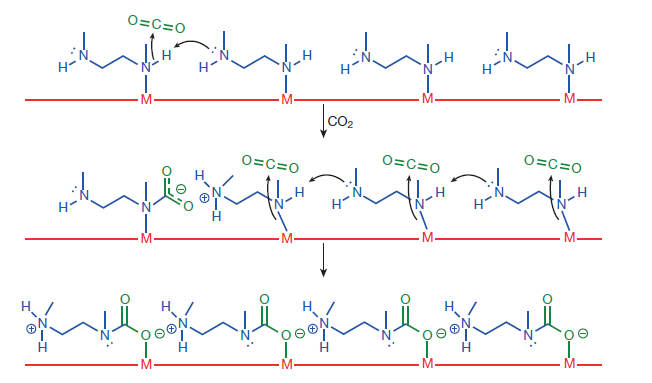 O=C=O
H N N H H N N H H N N H H N N H
M M M M
CO₂
O O=C=O O=C=O O=C=O
H N N ⊖ O H N ⊕ H N H H N N H H N N H
M M M M
H O H O H O H O
⊕ N H N O ⊖ ⊕ N H N O ⊖ ⊕ N H N O ⊖ ⊕ N H N O ⊖
M M M M